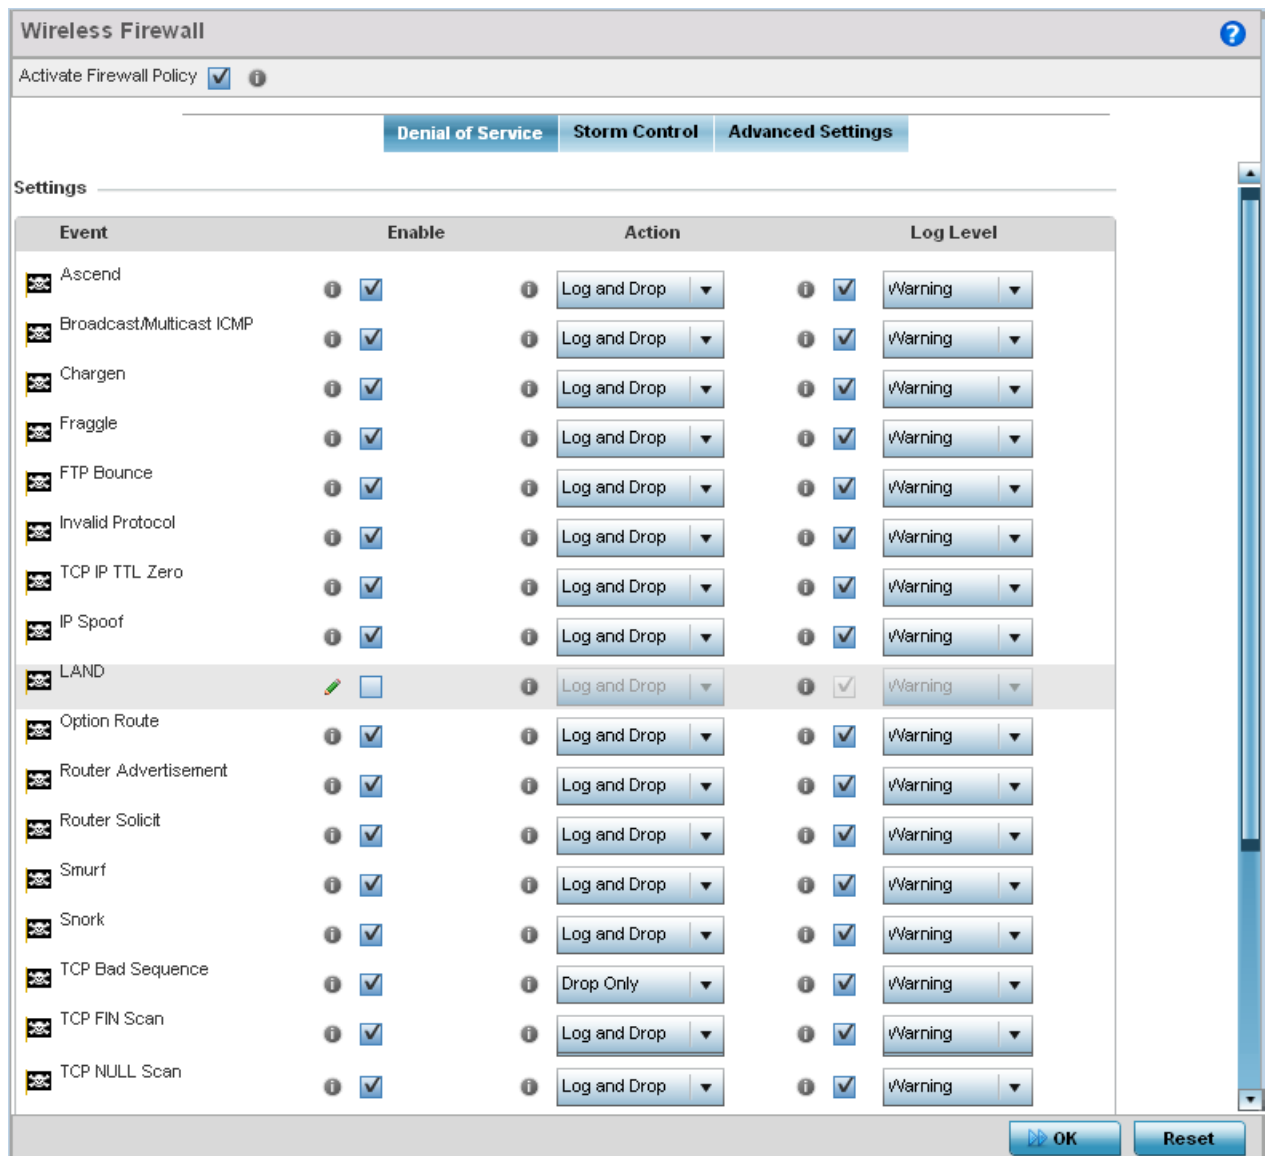 Wireless Firewall
Activate Firewall Policy
Denial of Service Storm Control Advanced Settings
Settings
Event Enable Action Log Level
Ascend Log and Drop Warning
Broadcast/Multicast ICMP Log and Drop Warning
Chargen Log and Drop Warning
Fraggle Log and Drop Warning
FTP Bounce Log and Drop Warning
Invalid Protocol Log and Drop Warning
TCP IP TTL Zero Log and Drop Warning
IP Spoof Log and Drop Warning
LAND Log and Drop Warning
Option Route Log and Drop Warning
Router Advertisement Log and Drop Warning
Router Solicit Log and Drop Warning
Smurf Log and Drop Warning
Snork Log and Drop Warning
TCP Bad Sequence Drop Only Warning
TCP FIN Scan Log and Drop Warning
TCP NULL Scan Log and Drop Warning
OK Reset